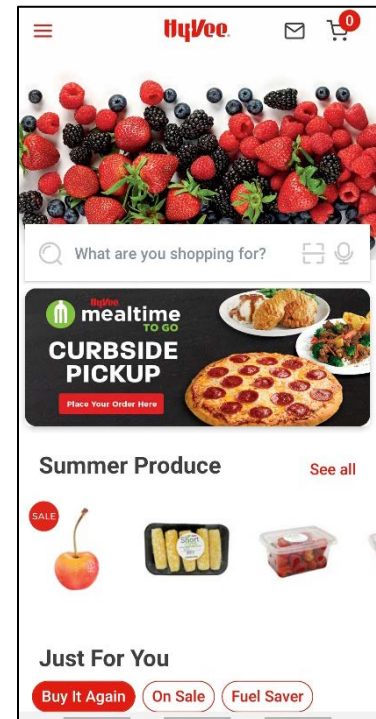 HyVee.
0
What are you shopping for?
HyVee.
mealtime
TO GO
CURBSIDE
PICKUP
Place Your Order Here
Summer Produce
See all
SALE
Short
Just For You
Buy It Again
On Sale
Fuel Saver